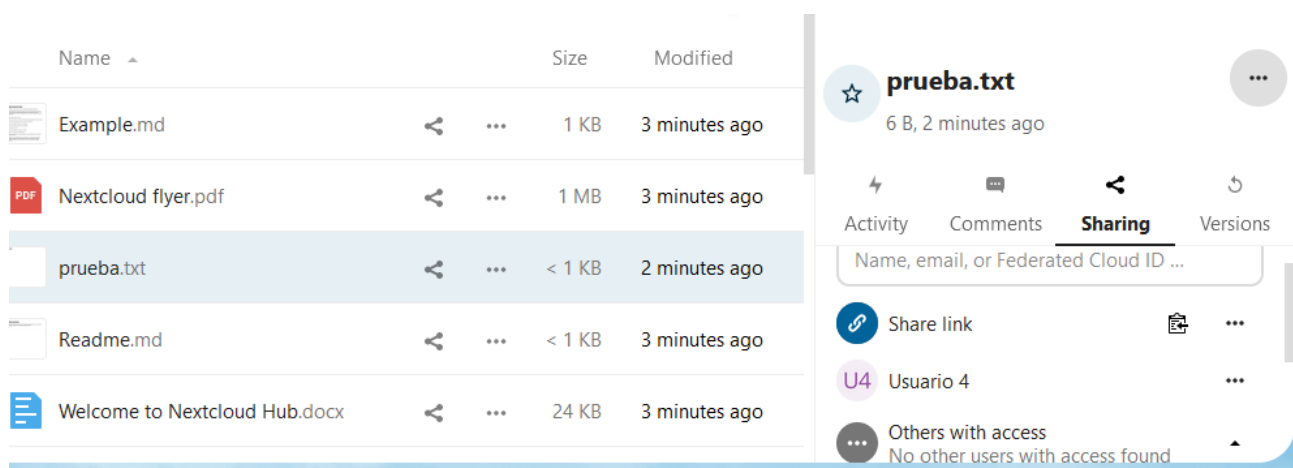 Name Size Modified
Example.md 1 KB 3 minutes ago
PDF Nextcloud flyer.pdf 1 MB 3 minutes ago
prueba.txt < 1 KB 2 minutes ago
Readme.md < 1 KB 3 minutes ago
Welcome to Nextcloud Hub.docx 24 KB 3 minutes ago
prueba.txt
6 B, 2 minutes ago
Activity Comments Sharing Versions
Name, email, or Federated Cloud ID ...
Share link
U4 Usuario 4
Others with access
No other users with access found